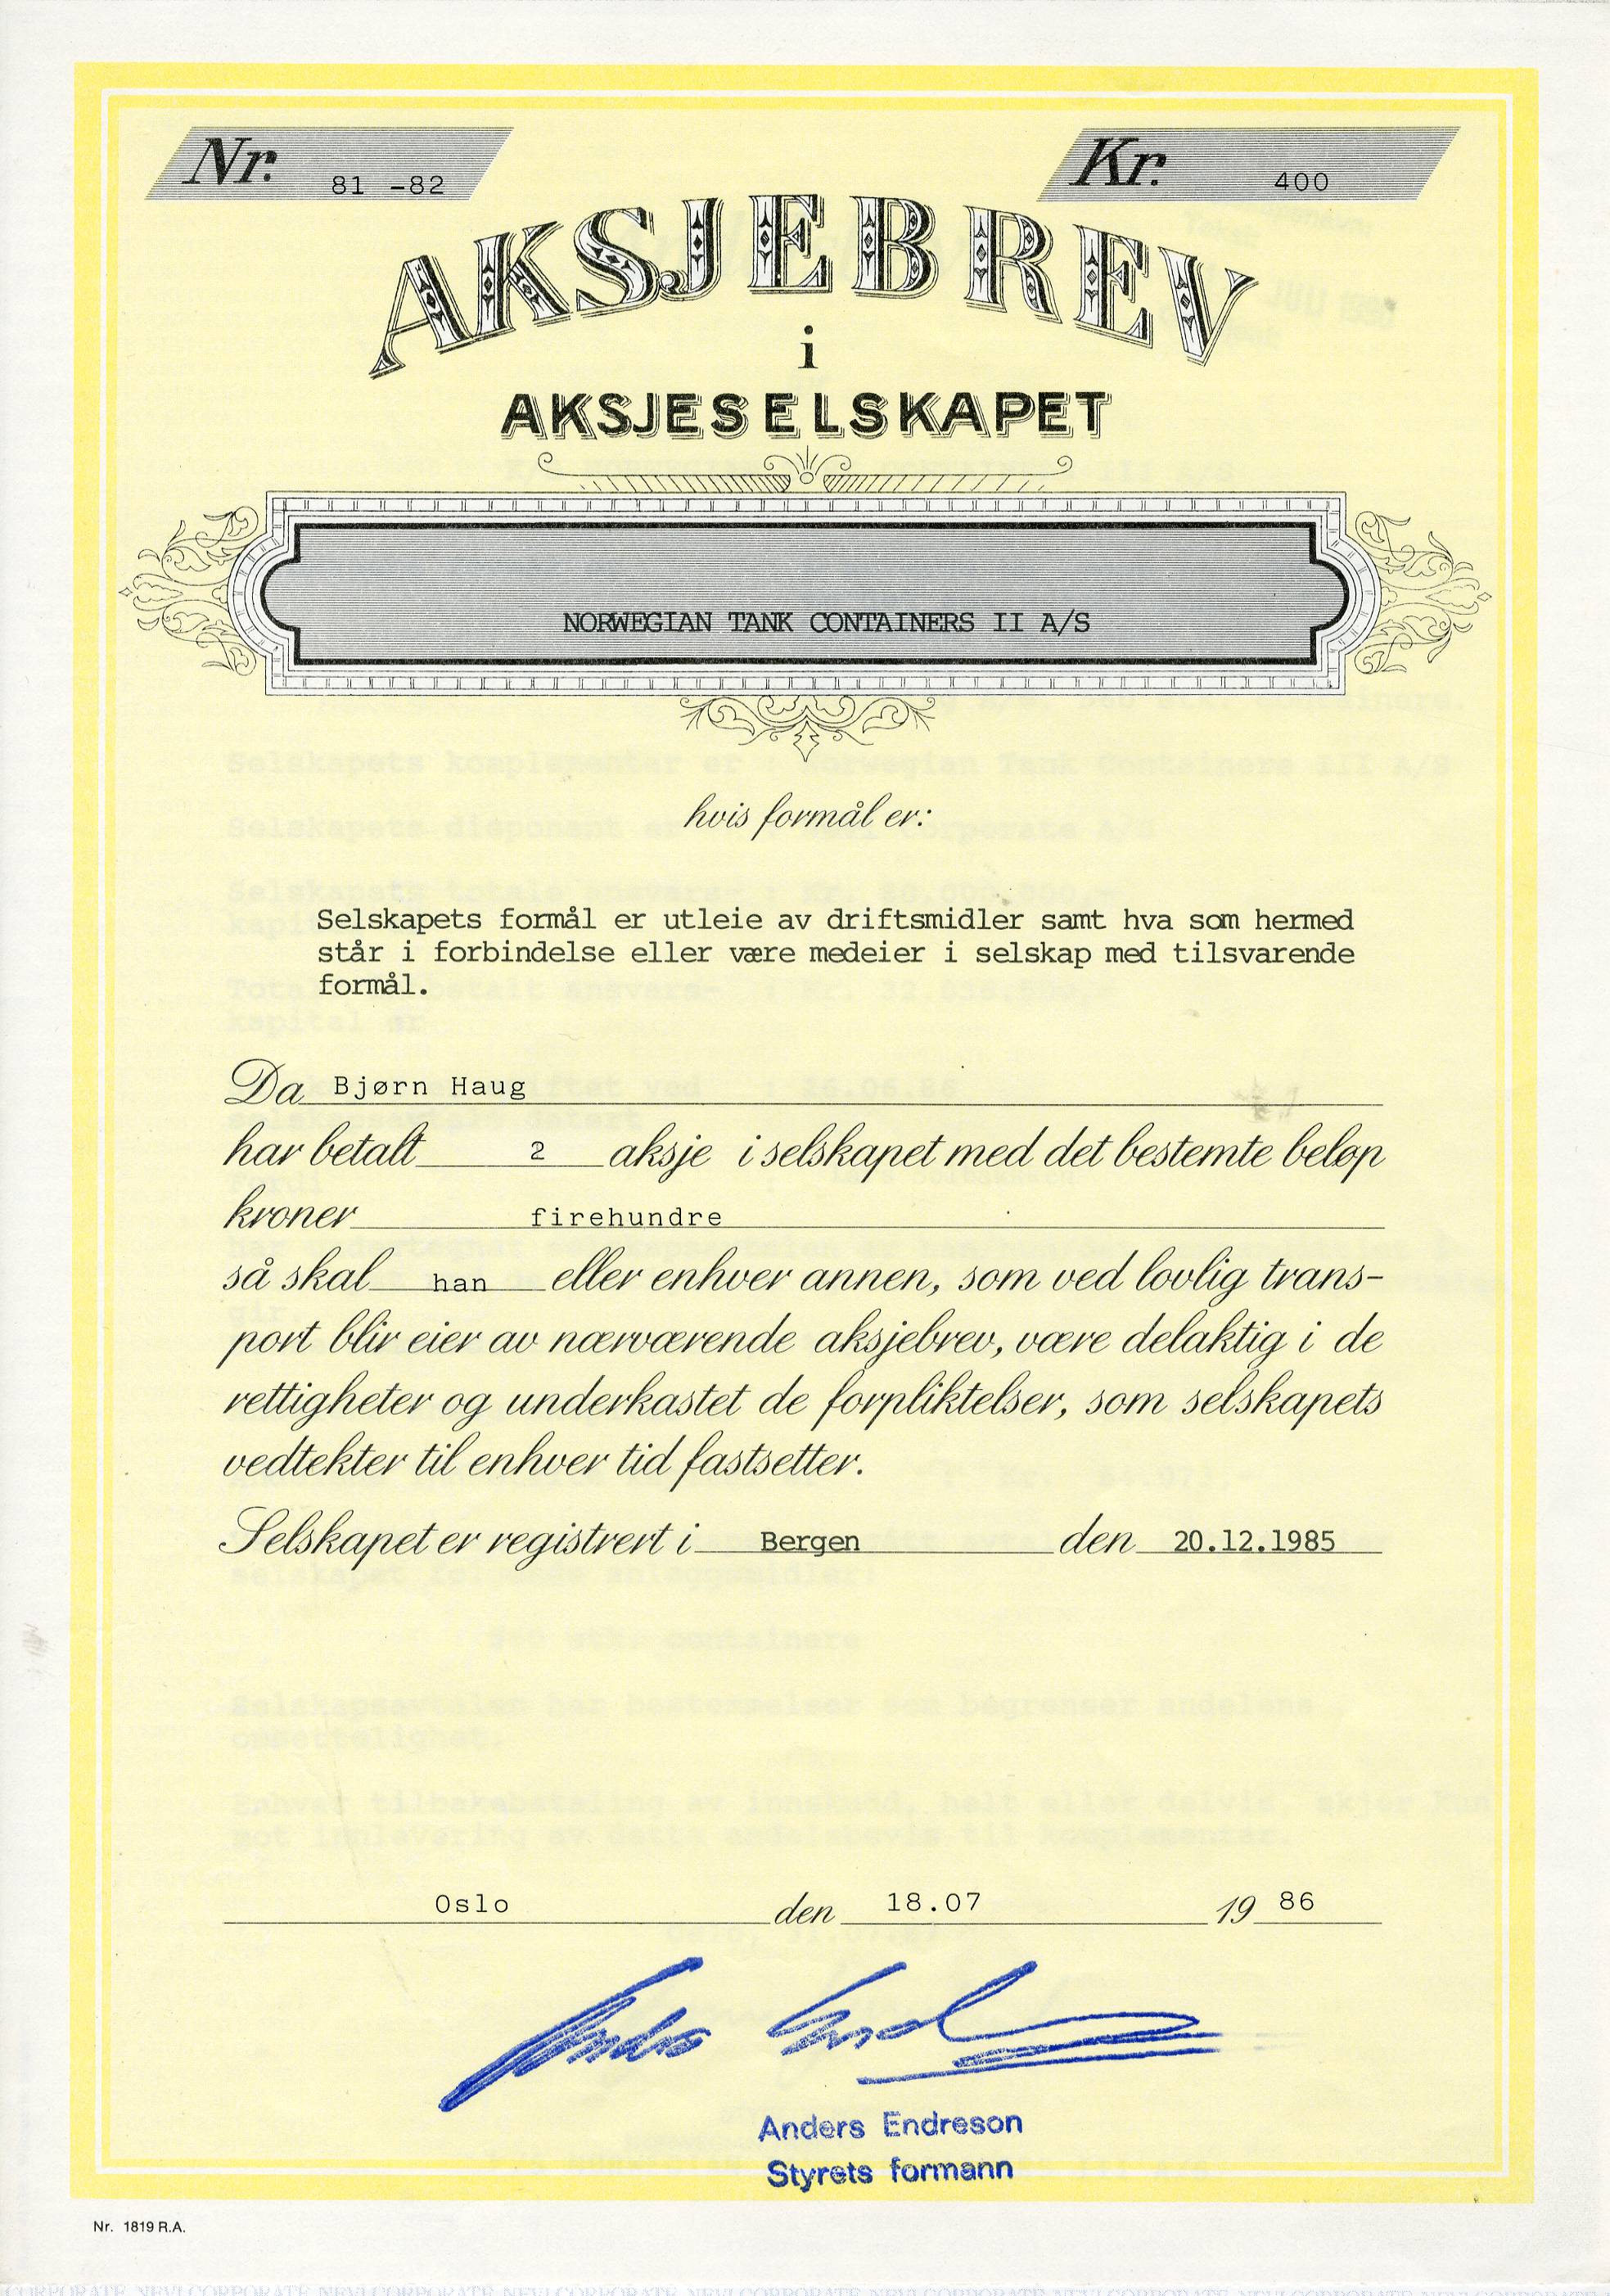 Nr. 81 -82
Kr. 400
AKSJEBREV
i
AKSJESELSKAPET
NORWEGIAN TANK CONTAINERS II A/S
hvis formål er:
Selskapets formål er utleie av driftsmidler samt hva som hermed
står i forbindelse eller være medeier i selskap med tilsvarende
formål.
Da Bjørn Haug
har betalt 2 aksje i selskapet med det bestemte beløp
kroner firehundre
så skal han eller enhver annen, som ved lovlig trans-
port blir eier av nærværende aksjebrev, være delaktig i de
rettigheter og underkastet de forpliktelser, som selskapets
vedtekter til enhver tid fastsetter.
Selskapet er registrert i Bergen den 20.12.1985
Oslo den 18.07 19 86
Anders Endreson
Styrets formann
Nr. 1819 R.A.